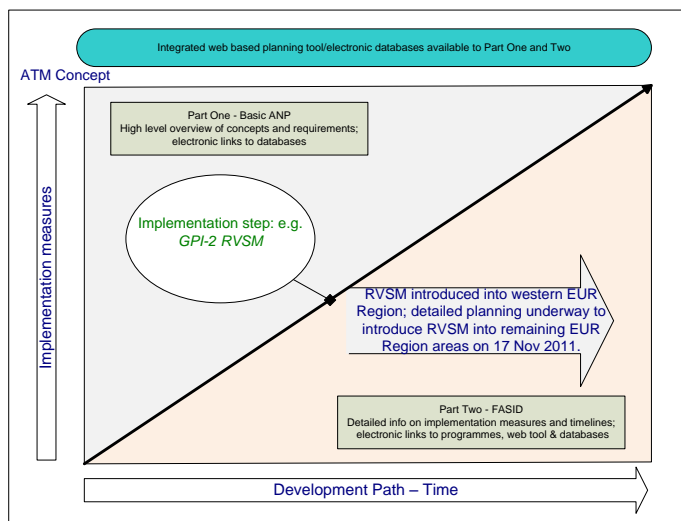 Integrated web based planning tool/electronic databases available to Part One and Two
ATM Concept
Part One - Basic ANP
High level overview of concepts and requirements;
electronic links to databases
Implementation step: e.g.
GPI-2 RVSM
Implementation measures
RVSM introduced into western EUR
Region; detailed planning underway to
introduce RVSM into remaining EUR
Region areas on 17 Nov 2011.
Part Two - FASID
Detailed info on implementation measures and timelines;
electronic links to programmes, web tool & databases
Development Path – Time